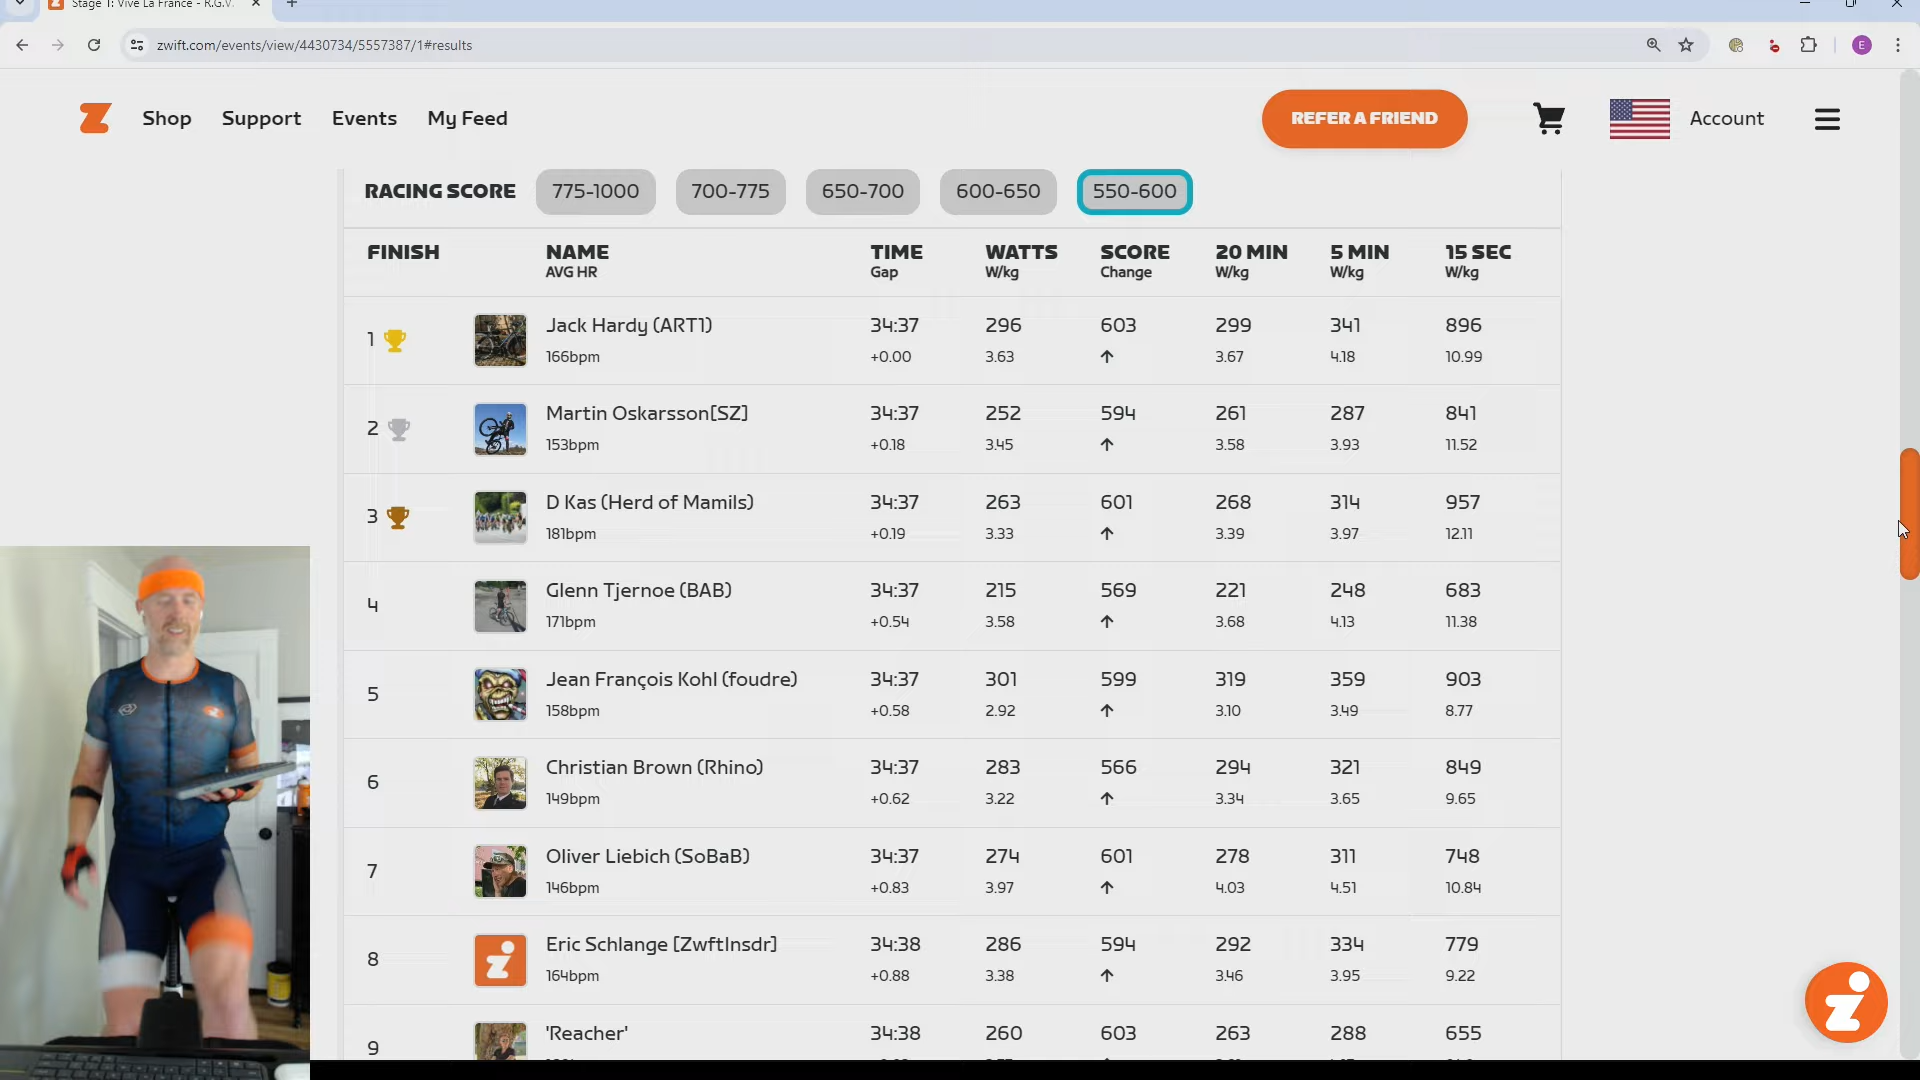 Stage 1: Vive La France - R.G.V.
zwift.com/events/view/4430734/5557387/1#results
E
Shop Support Events My Feed
REFER A FRIEND
Account
RACING SCORE 775-1000 700-775 650-700 600-650 550-600
FINISH NAME TIME WATTS SCORE 20 MIN 5 MIN 15 SEC
AVG HR Gap W/kg Change W/kg W/kg W/kg
1 Jack Hardy (ART1) 34:37 296 603 299 341 896
166bpm +0.00 3.63 ↑ 3.67 4.18 10.99
2 Martin Oskarsson[SZ] 34:37 252 594 261 287 841
153bpm +0.18 3.45 ↑ 3.58 3.93 11.52
3 D Kas (Herd of Mamils) 34:37 263 601 268 314 957
181bpm +0.19 3.33 ↑ 3.39 3.97 12.11
4 Glenn Tjernoe (BAB) 34:37 215 569 221 248 683
171bpm +0.54 3.58 ↑ 3.68 4.13 11.38
5 Jean François Kohl (foudre) 34:37 301 599 319 359 903
158bpm +0.58 2.92 ↑ 3.10 3.49 8.77
6 Christian Brown (Rhino) 34:37 283 566 294 321 849
149bpm +0.62 3.22 ↑ 3.34 3.65 9.65
7 Oliver Liebich (SoBaB) 34:37 274 601 278 311 748
146bpm +0.83 3.97 ↑ 4.03 4.51 10.84
8 Eric Schlange [ZwftInsdr] 34:38 286 594 292 334 779
164bpm +0.88 3.38 ↑ 3.46 3.95 9.22
9 'Reacher' 34:38 260 603 263 288 655